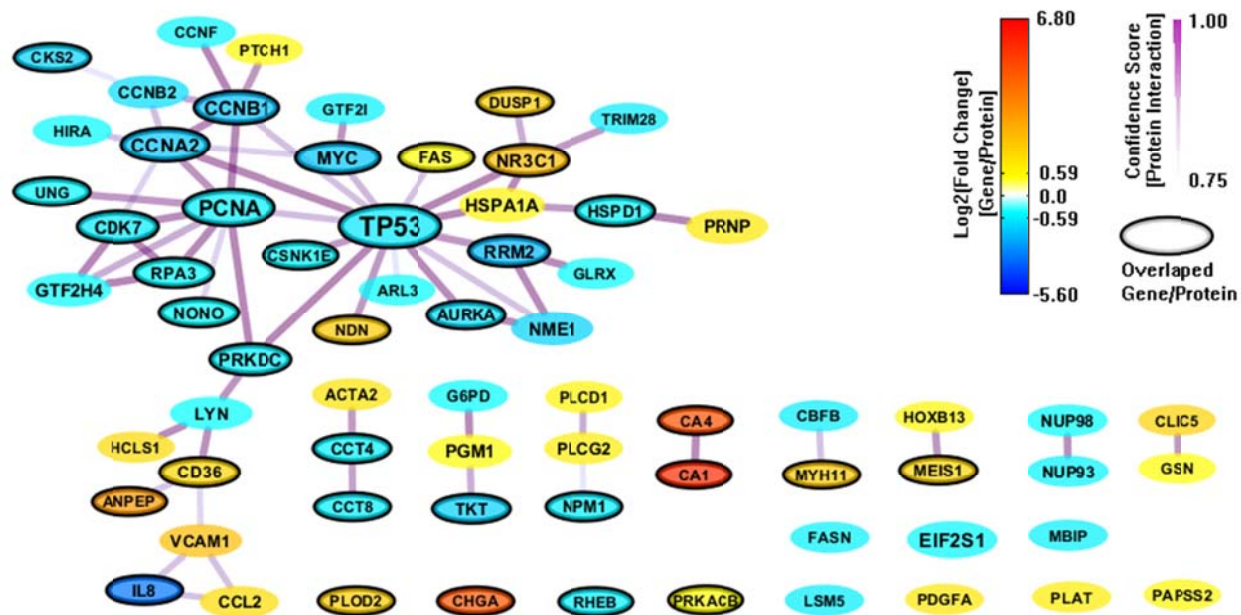 CCNF
PTCH1
CKS2
CCNB2
CCNB1
GTF2I
DUSP1
TRIM28
HIRA
CCNA2
MYC
FAS
NR3C1
UNG
PCNA
TP53
HSPA1A
HSPD1
PRNP
CDK7
CSNK1E
RRM2
RPA3
GLRX
GTF2H4
ARL3
NONO
NDN
AURKA
NME1
PRKDC
LYN
HCLS1
CD36
ANPEP
VCAM1
IL8
CCL2
ACTA2
CCT4
CCT8
G6PD
PGM1
TKT
PLCD1
PLCG2
NPM1
CA4
CA1
CBFB
MYH11
HOXB13
MEIS1
NUP98
NUP93
CLIC5
GSN
FASN
EIF2S1
MBIP
PLOD2
CHGA
RHEB
PRKACB
LSM5
PDGFA
PLAT
PAPSS2
Log2[Fold Change]
[Gene/Protein]
6.80
0.59
0.0
-0.59
-5.60
Confidence Score
[Protein Interaction]
1.00
0.75
Overlaped
Gene/Protein